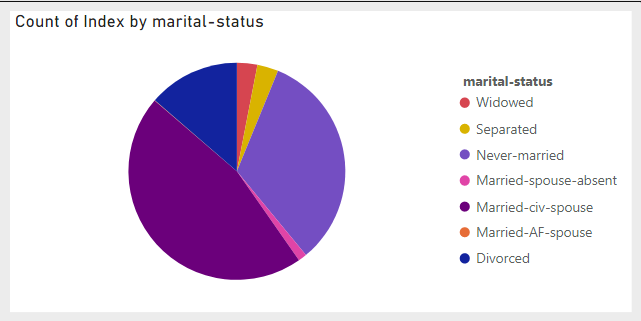 Count of Index by marital-status
marital-status
Widowed
Separated
Never-married
Married-spouse-absent
Married-civ-spouse
Married-AF-spouse
Divorced